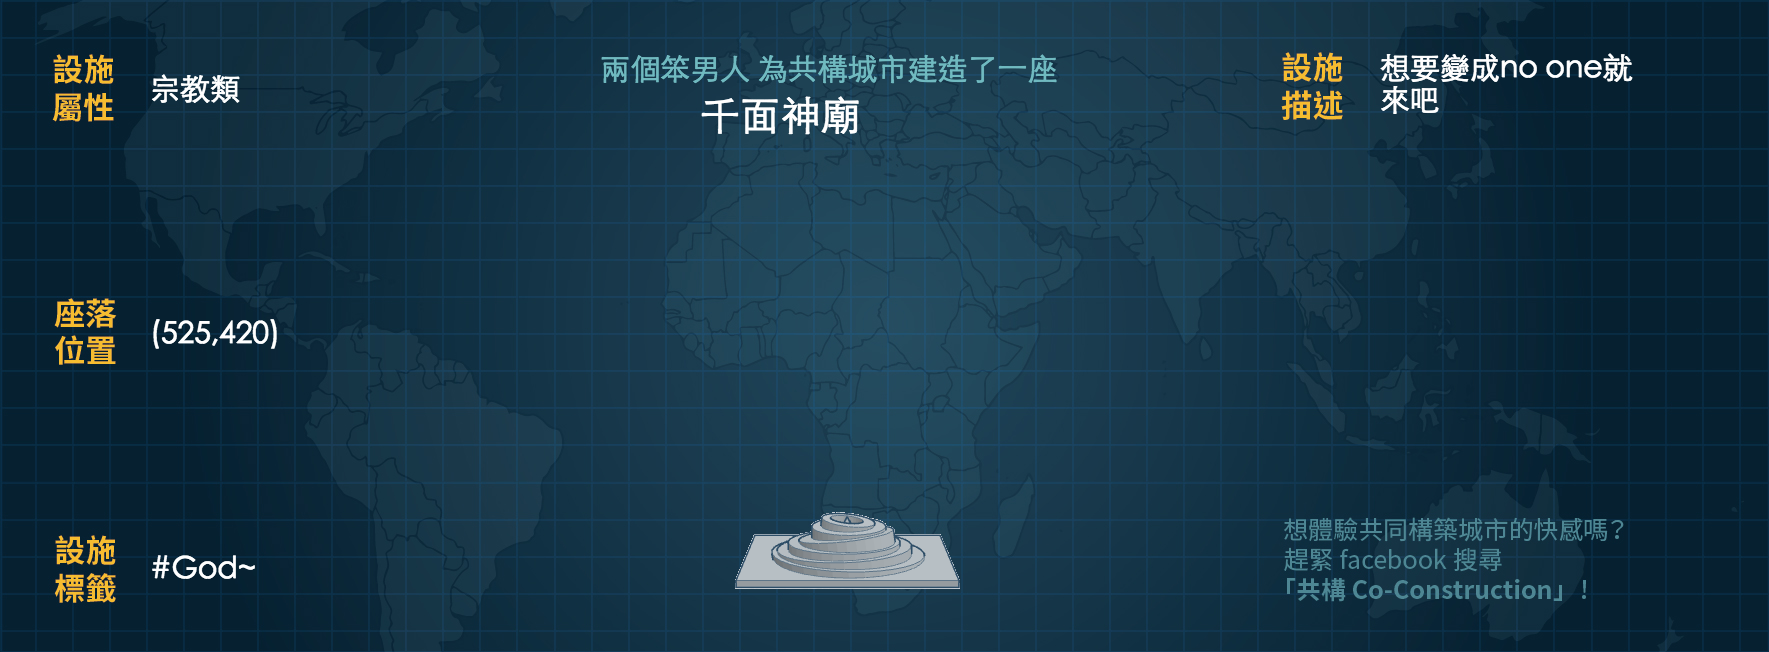 設施
屬性
宗教類
兩個笨男人 為共構城市建造了一座
千面神廟
設施
描述
想要變成no one就
來吧
座落
位置
(525,420)
設施
標籤
#God~
想體驗共同構築城市的快感嗎？
趕緊 facebook 搜尋
「共構 Co-Construction」！